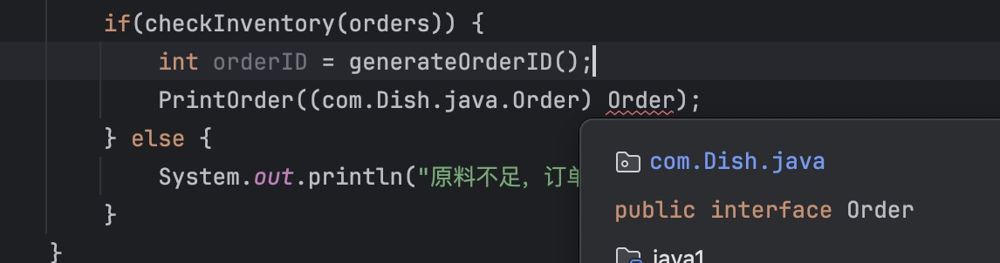 if(checkInventory(orders)) {
int orderID = generateOrderID();
PrintOrder((com.Dish.java.Order) Order);
} else {
System.out.println("原料不足，订单
}
}
com.Dish.java
public interface Order
java1